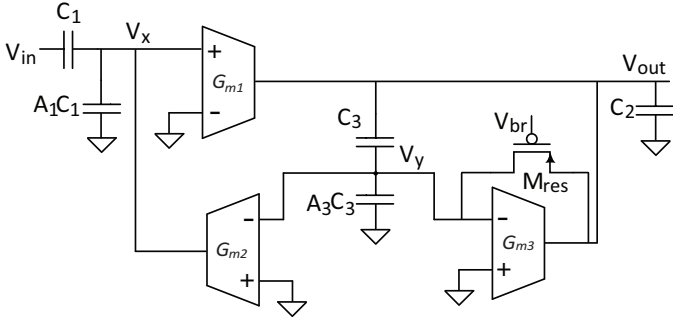 C1
Vin
Vx
+
Gm1
-
A1C1
Vout
C2
C3
Vbr
Vy
Mres
-
Gm2
+
A3C3
-
Gm3
+